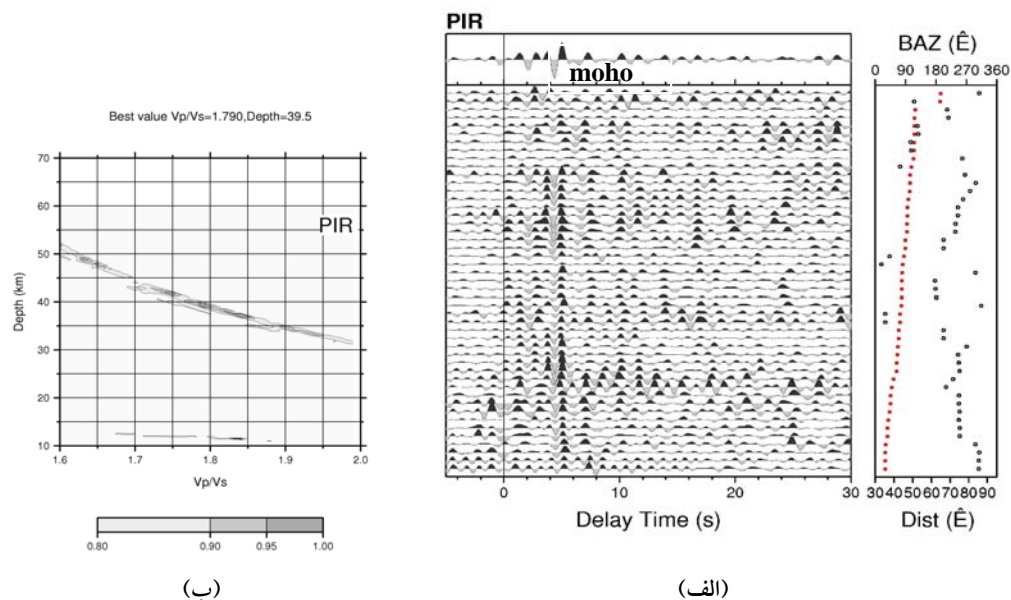 PIR
moho
Delay Time (s)
0 10 20 30
BAZ (Ê)
0 90 180 270 360
30 40 50 60 70 80 90
Dist (Ê)
(الف)
Best value Vp/Vs=1.790,Depth=39.5
PIR
Depth (km)
70
60
50
40
30
20
10
1.6 1.7 1.8 1.9 2.0
Vp/Vs
0.80 0.90 0.95 1.00
(ب)